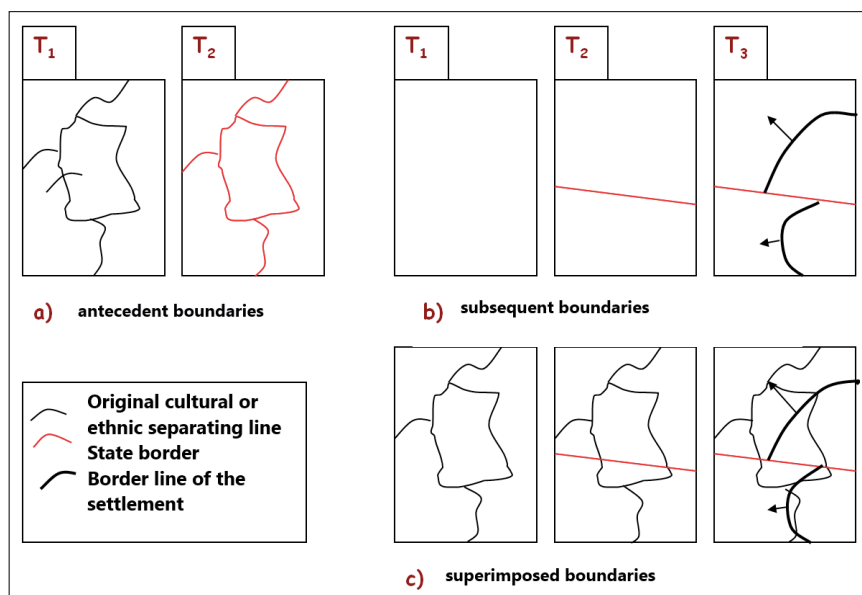 T1
T2
T1
T2
T3
a) antecedent boundaries
b) subsequent boundaries
Original cultural or
ethnic separating line
State border
Border line of the
settlement
c) superimposed boundaries